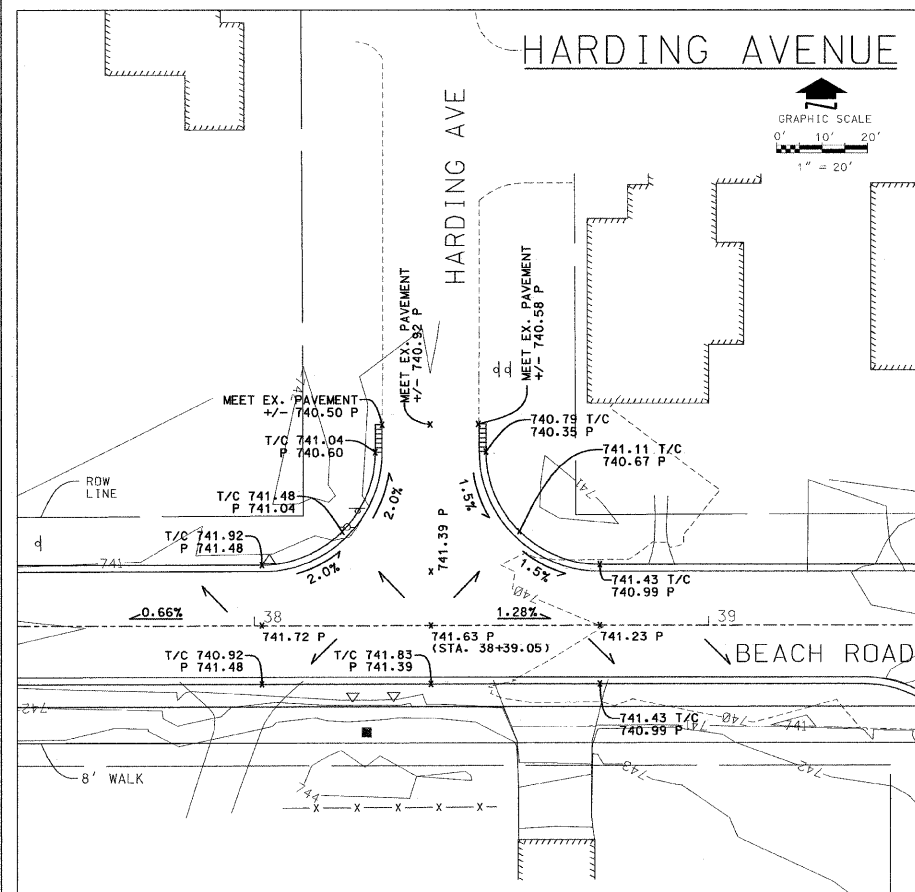 HARDING AVENUE
GRAPHIC SCALE
0' 10' 20'
1" = 20'
HARDING AVE
MEET EX. PAVEMENT
+/- 740.92 P
MEET EX. PAVEMENT
+/- 740.58 P
MEET EX. PAVEMENT
+/- 740.50 P
T/C 741.04
P 740.60
740.79 T/C
740.35 P
741.11 T/C
740.67 P
ROW
LINE
T/C 741.48
P 741.04
2.0%
1.5%
741
T/C 741.92
P 741.48
741
2.0%
741.39 P
1.5%
740
741.43 T/C
740.99 P
0.66%
38
1.28%
39
741.72 P
741.63 P
(STA. 38+39.05)
741.23 P
T/C 740.92
P 741.48
T/C 741.83
P 741.39
BEACH ROAD
742
741.43 T/C
740.99 P
741
740
741
8' WALK
744
743
742
X X X X X